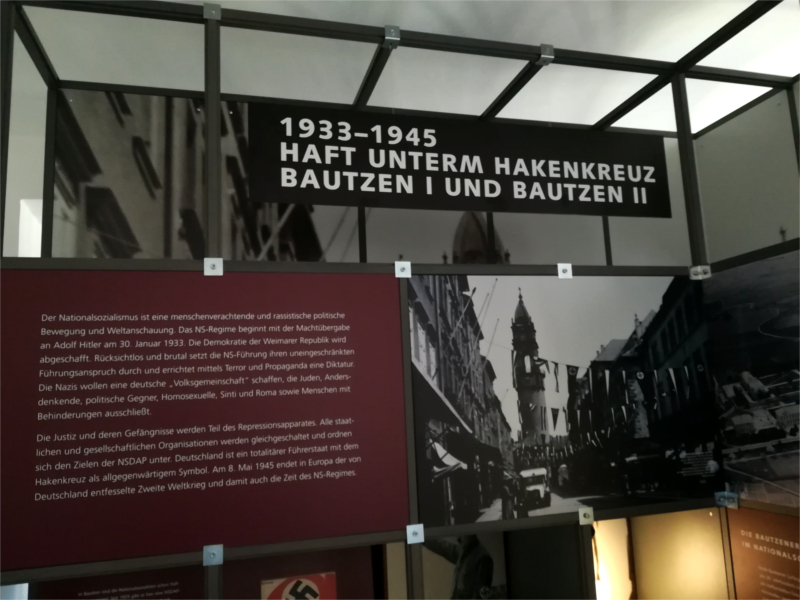 1933–1945
HAFT UNTERM HAKENKREUZ
BAUTZEN I UND BAUTZEN II
Der Nationalsozialismus ist eine menschenverachtende und rassistische politische
Bewegung und Weltanschauung. Das NS-Regime beginnt mit der Machtübergabe
an Adolf Hitler am 30. Januar 1933. Die Demokratie der Weimarer Republik wird
abgeschafft. Rücksichtlos und brutal setzt die NS-Führung ihren uneingeschränkten
Führungsanspruch durch und errichtet mittels Terror und Propaganda eine Diktatur.
Die Nazis wollen eine deutsche „Volksgemeinschaft" schaffen, die Juden, Anders-
denkende, politische Gegner, Homosexuelle, Sinti und Roma sowie Menschen mit
Behinderungen ausschließt.
Die Justiz und deren Gefängnisse werden Teil des Repressionsapparates. Alle staat-
lichen und gesellschaftlichen Organisationen werden gleichgeschaltet und ordnen
sich den Zielen der NSDAP unter. Deutschland ist ein totalitärer Führerstaat mit dem
Hakenkreuz als allgegenwärtigem Symbol. Am 8. Mai 1945 endet in Europa der von
Deutschland entfesselte Zweite Weltkrieg und damit auch die Zeit des NS-Regimes.
DIE BAUTZENER
IM NATIONALS